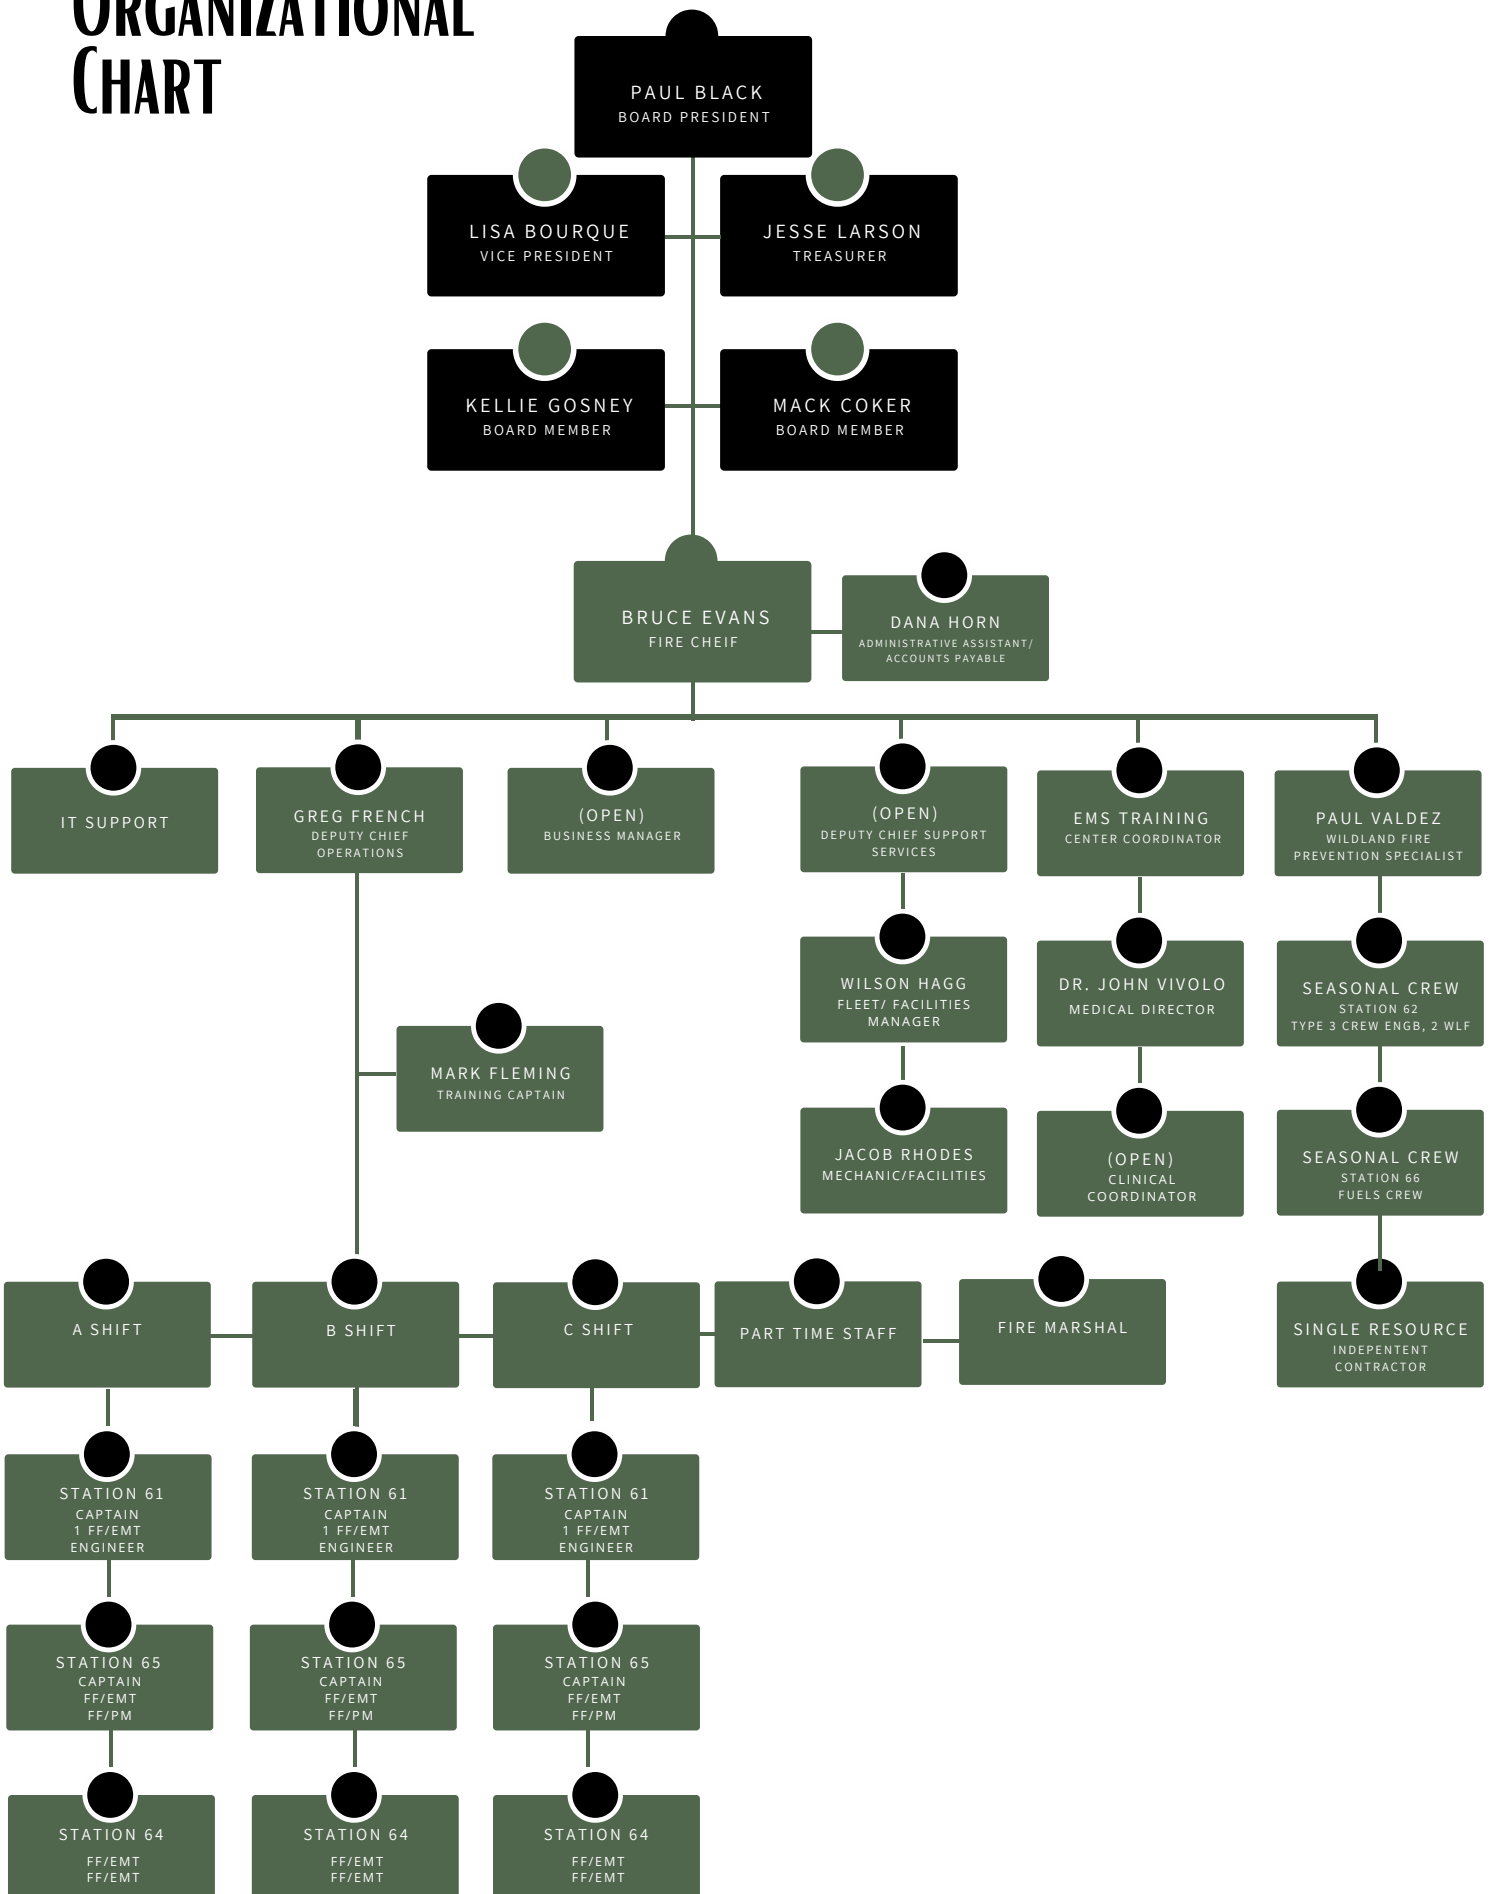 ORGANIZATIONAL
CHART
PAUL BLACK
BOARD PRESIDENT
LISA BOURQUE
VICE PRESIDENT
JESSE LARSON
TREASURER
KELLIE GOSNEY
BOARD MEMBER
MACK COKER
BOARD MEMBER
BRUCE EVANS
FIRE CHEIF
DANA HORN
ADMINISTRATIVE ASSISTANT/
ACCOUNTS PAYABLE
IT SUPPORT
GREG FRENCH
DEPUTY CHIEF
OPERATIONS
(OPEN)
BUSINESS MANAGER
(OPEN)
DEPUTY CHIEF SUPPORT
SERVICES
EMS TRAINING
CENTER COORDINATOR
PAUL VALDEZ
WILDLAND FIRE
PREVENTION SPECIALIST
WILSON HAGG
FLEET/ FACILITIES
MANAGER
DR. JOHN VIVOLO
MEDICAL DIRECTOR
SEASONAL CREW
STATION 62
TYPE 3 CREW ENGB, 2 WLF
MARK FLEMING
TRAINING CAPTAIN
JACOB RHODES
MECHANIC/FACILITIES
(OPEN)
CLINICAL
COORDINATOR
SEASONAL CREW
STATION 66
FUELS CREW
A SHIFT
B SHIFT
C SHIFT
PART TIME STAFF
FIRE MARSHAL
SINGLE RESOURCE
INDEPENTENT
CONTRACTOR
STATION 61
CAPTAIN
1 FF/EMT
ENGINEER
STATION 61
CAPTAIN
1 FF/EMT
ENGINEER
STATION 61
CAPTAIN
1 FF/EMT
ENGINEER
STATION 65
CAPTAIN
FF/EMT
FF/PM
STATION 65
CAPTAIN
FF/EMT
FF/PM
STATION 65
CAPTAIN
FF/EMT
FF/PM
STATION 64
FF/EMT
FF/EMT
STATION 64
FF/EMT
FF/EMT
STATION 64
FF/EMT
FF/EMT